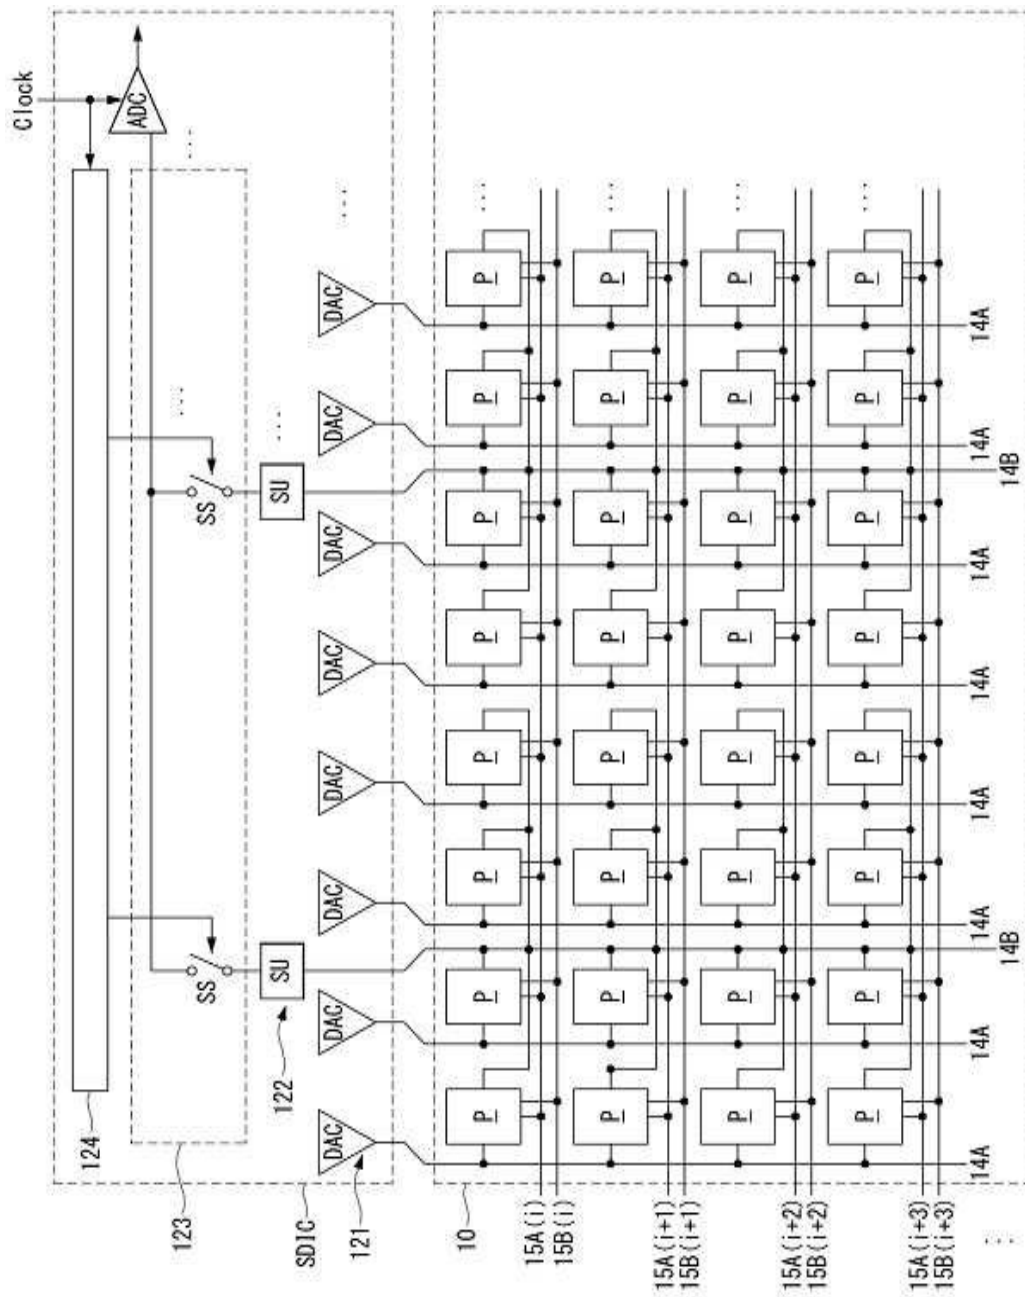 Clock
124
ADC
...
123
...
SS SS
122 SU SU ...
SDIC
DAC DAC DAC DAC DAC DAC DAC DAC ...
121
10
P P P P P P P P ...
15A(i)
15B(i)
P P P P P P P P ...
15A(i+1)
15B(i+1)
P P P P P P P P ...
15A(i+2)
15B(i+2)
P P P P P P P P ...
15A(i+3)
15B(i+3)
14A 14A 14A 14A 14A 14A 14A 14A
14B 14B
...